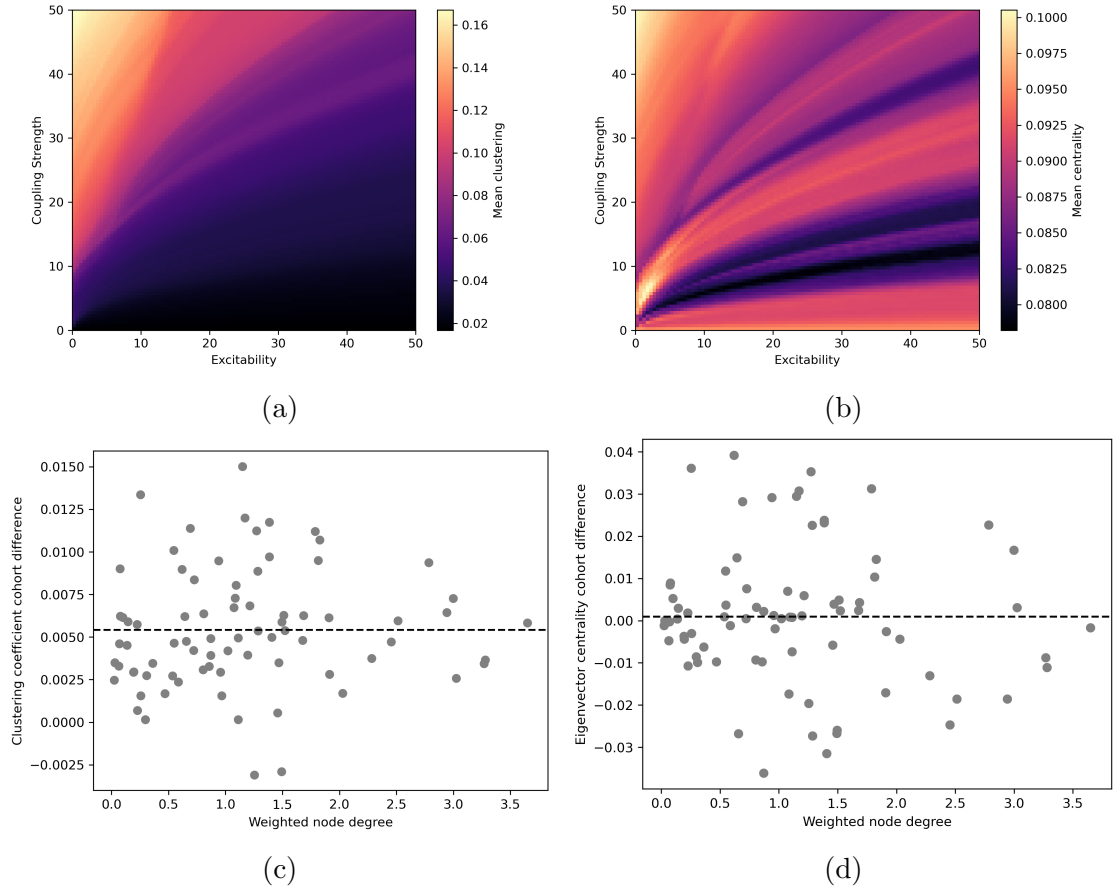 50
40
30
20
10
0
Coupling Strength
0 10 20 30 40 50
Excitability
0.16
0.14
0.12
0.10
0.08
0.06
0.04
0.02
Mean clustering
(a)
50
40
30
20
10
0
Coupling Strength
0 10 20 30 40 50
Excitability
0.1000
0.0975
0.0950
0.0925
0.0900
0.0875
0.0850
0.0825
0.0800
Mean centrality
(b)
0.0150
0.0125
0.0100
0.0075
0.0050
0.0025
0.0000
−0.0025
Clustering coefficient cohort difference
0.0 0.5 1.0 1.5 2.0 2.5 3.0 3.5
Weighted node degree
(c)
0.04
0.03
0.02
0.01
0.00
−0.01
−0.02
−0.03
Eigenvector centrality cohort difference
0.0 0.5 1.0 1.5 2.0 2.5 3.0 3.5
Weighted node degree
(d)